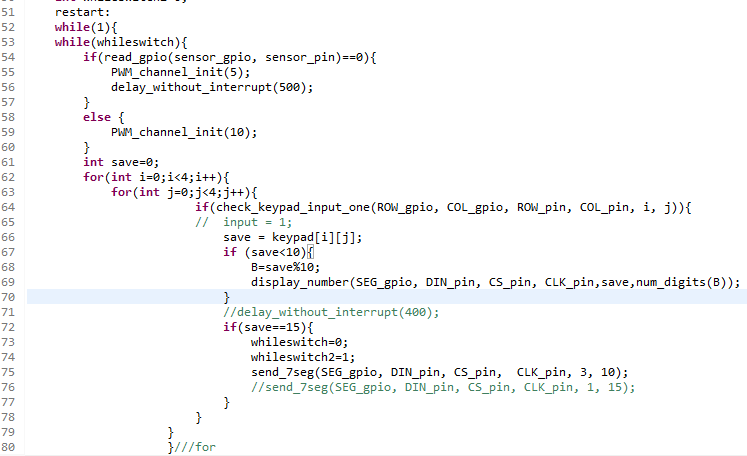 51 restart:
52 while(1){
53 while(whileswitch){
54 if(read_gpio(sensor_gpio, sensor_pin)==0){
55 PWM_channel_init(5);
56 delay_without_interrupt(500);
57 }
58 else {
59 PWM_channel_init(10);
60 }
61 int save=0;
62 for(int i=0;i<4;i++){
63 for(int j=0;j<4;j++){
64 if(check_keypad_input_one(ROW_gpio, COL_gpio, ROW_pin, COL_pin, i, j)){
65 // input = 1;
66 save = keypad[i][j];
67 if (save<10){
68 B=save%10;
69 display_number(SEG_gpio, DIN_pin, CS_pin, CLK_pin,save,num_digits(B));
70 }
71 //delay_without_interrupt(400);
72 if(save==15){
73 whileswitch=0;
74 whileswitch2=1;
75 send_7seg(SEG_gpio, DIN_pin, CS_pin,  CLK_pin, 3, 10);
76 //send_7seg(SEG_gpio, DIN_pin, CS_pin, CLK_pin, 1, 15);
77 }
78 }
79 }
80 }///for